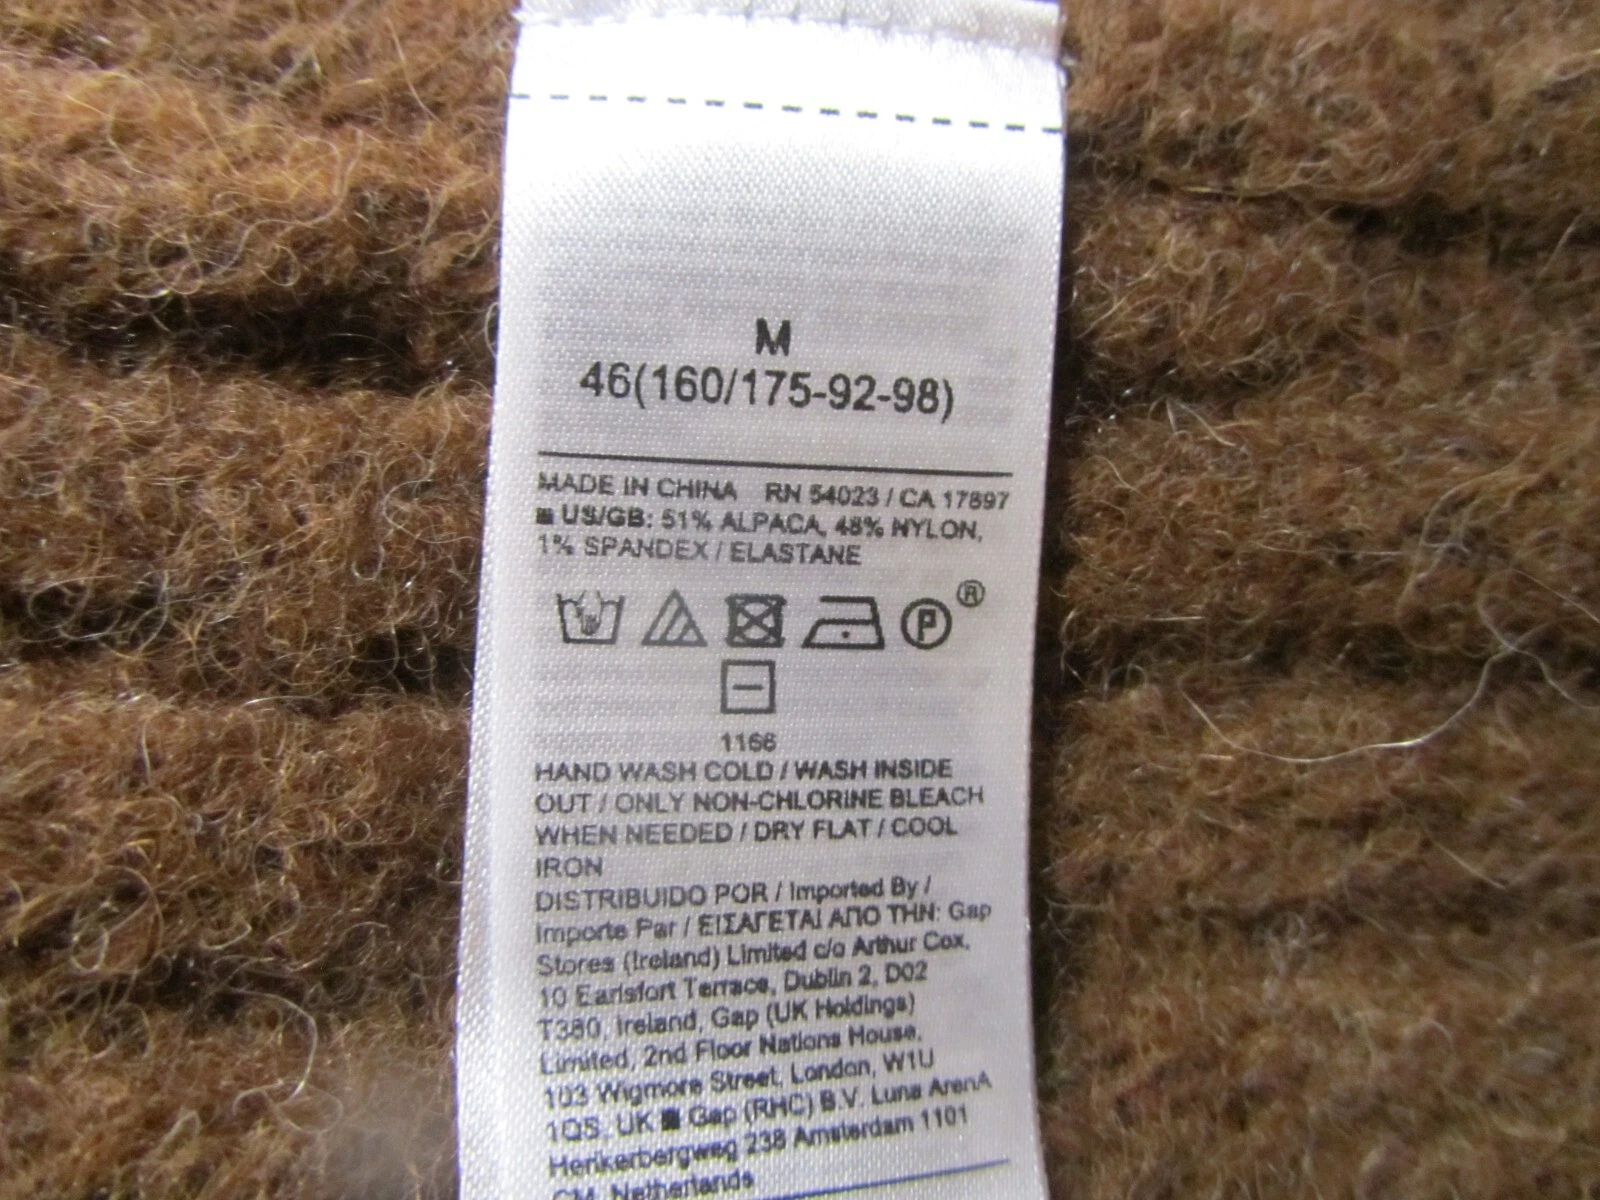 M
46(160/175-92-98)
MADE IN CHINA RN 54023 / CA 17897
■ US/GB: 51% ALPACA, 48% NYLON,
1% SPANDEX / ELASTANE
P ®
1166
HAND WASH COLD / WASH INSIDE
OUT / ONLY NON-CHLORINE BLEACH
WHEN NEEDED / DRY FLAT / COOL
IRON
DISTRIBUIDO POR / Imported By /
Importe Par / ΕΙΣΑΓΕΤΑΙ ΑΠΟ ΤΗΝ: Gap
Stores (Ireland) Limited c/o Arthur Cox,
10 Earlsfort Terrace, Dublin 2, D02
T380, Ireland, Gap (UK Holdings)
Limited, 2nd Floor Nations House,
103 Wigmore Street, London, W1U
1QS, UK ■ Gap (RHC) B.V. Luna ArenA
Herikerbergweg 238 Amsterdam 1101
CM, Netherlands